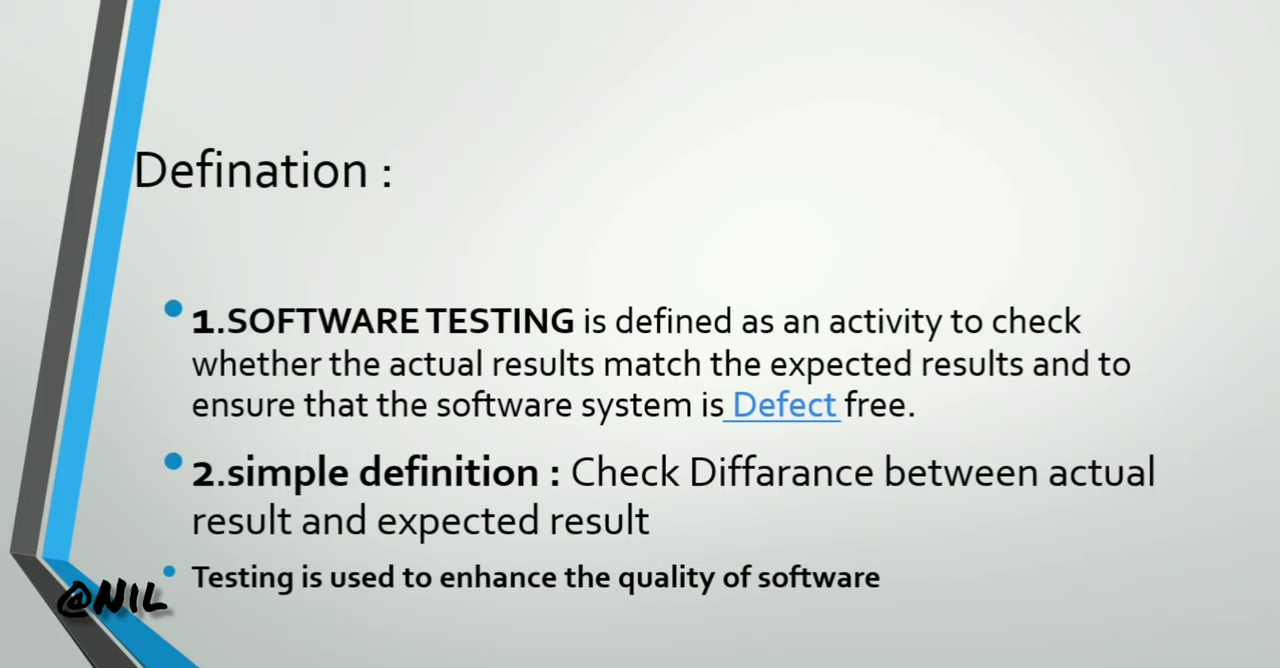 Defination :
1.SOFTWARE TESTING is defined as an activity to check
whether the actual results match the expected results and to
ensure that the software system is Defect free.
2.simple definition : Check Diffarance between actual
result and expected result
Testing is used to enhance the quality of software
@NIL